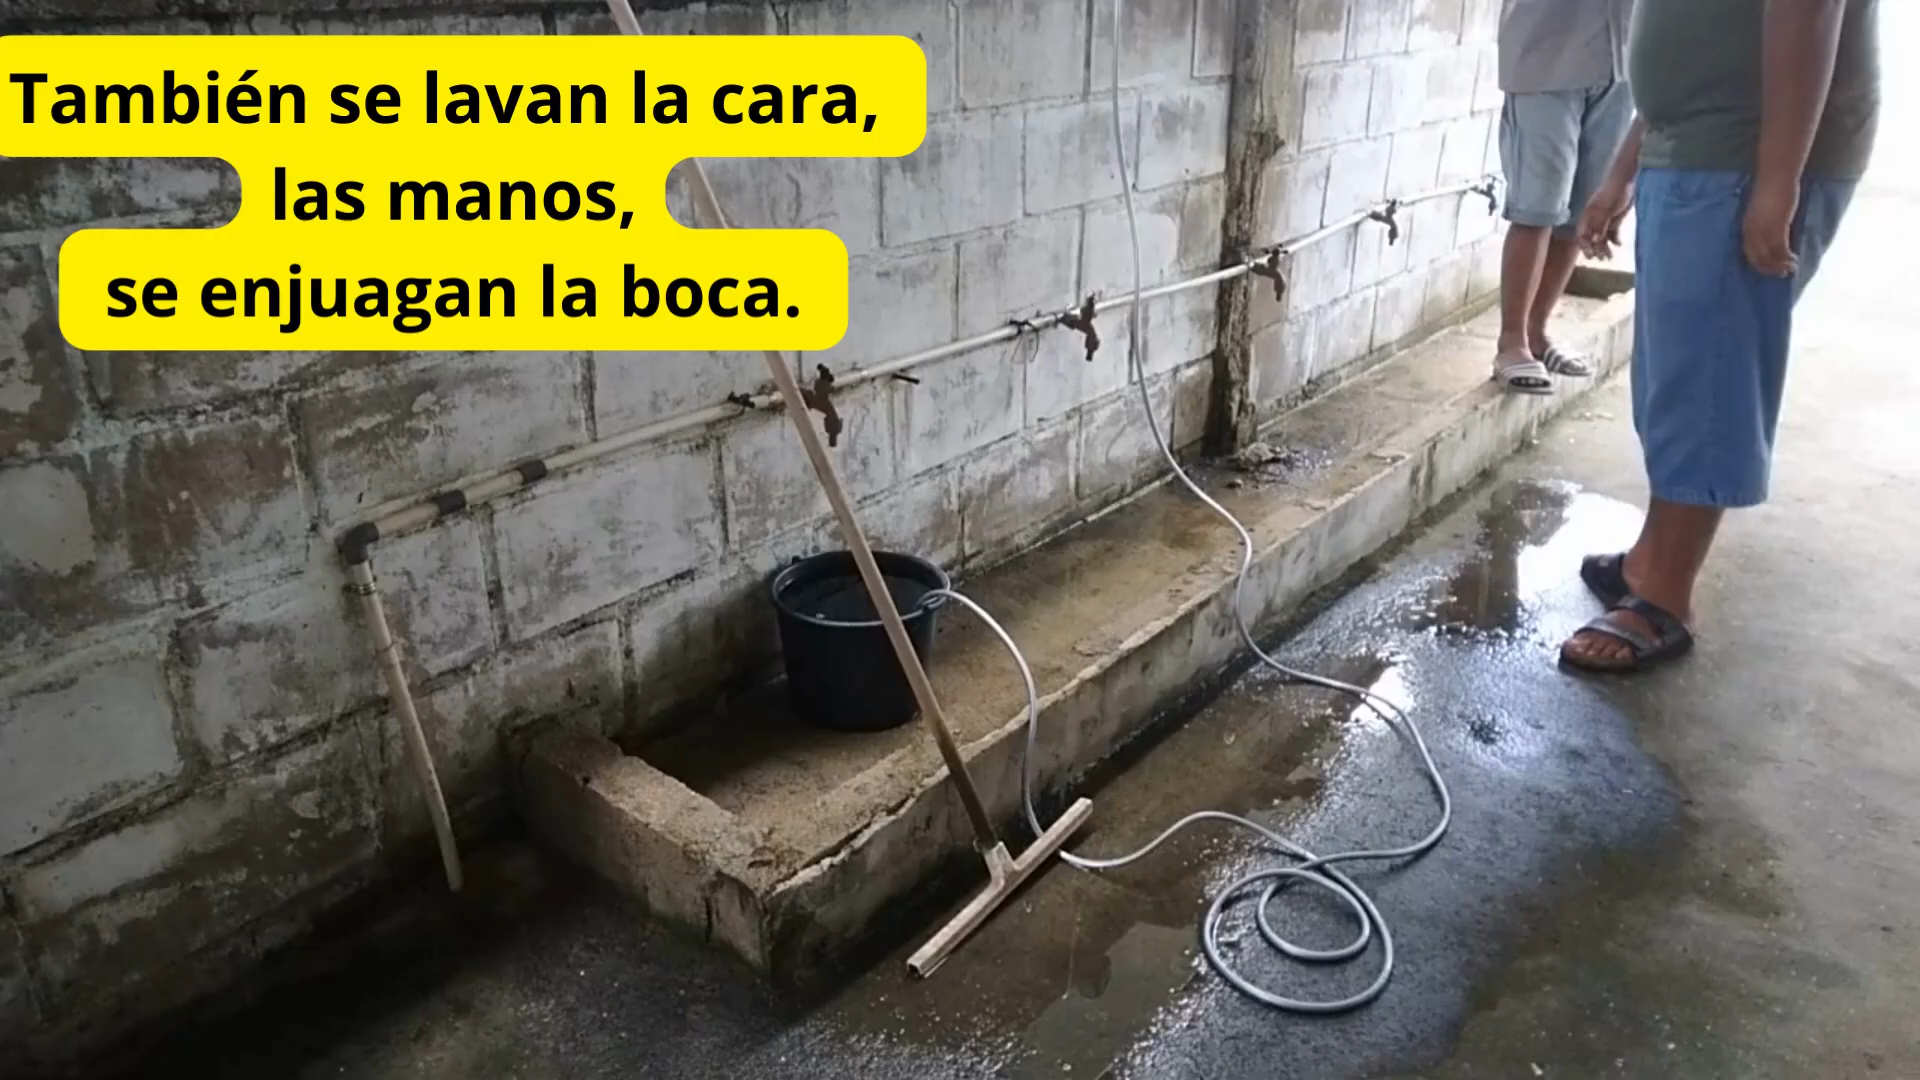 También se lavan la cara,
las manos,
se enjuagan la boca.